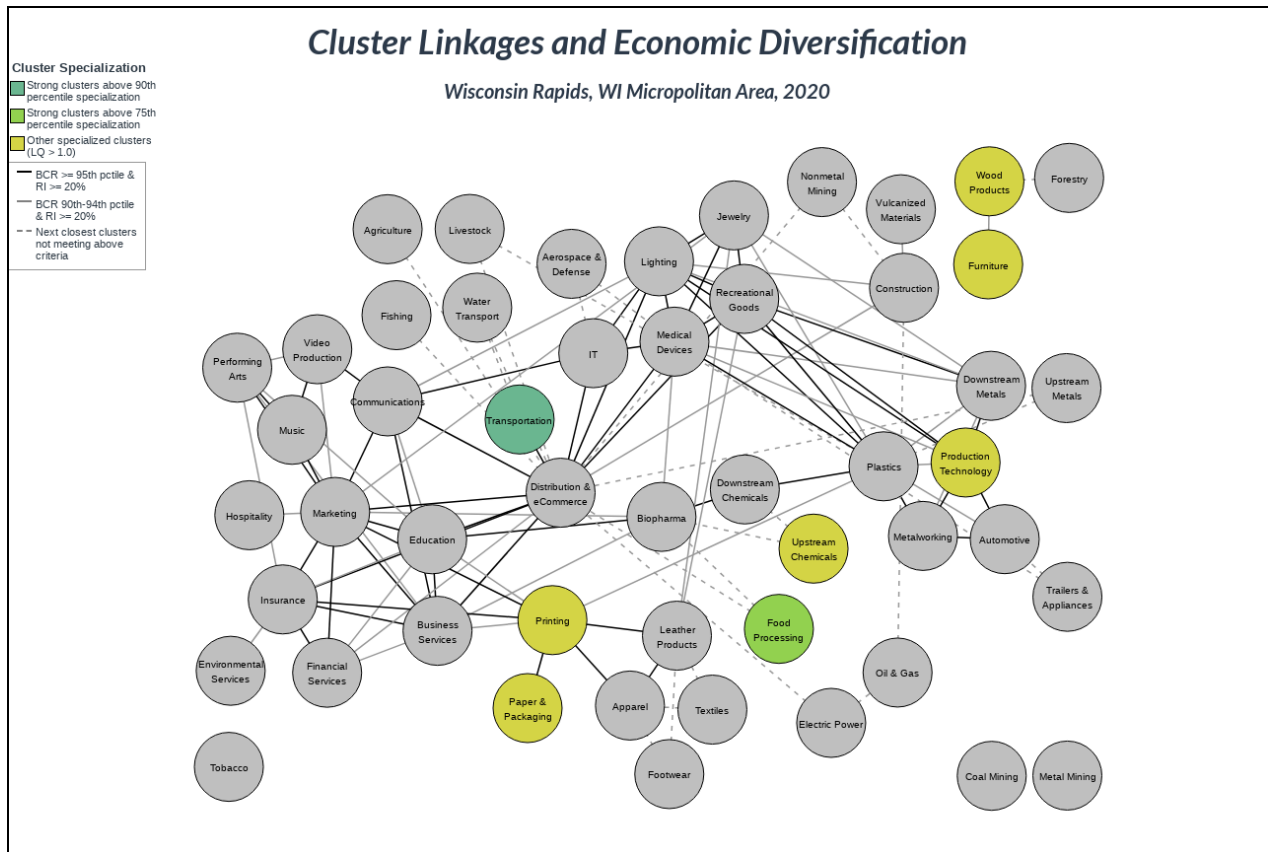 Cluster Linkages and Economic Diversification
Wisconsin Rapids, WI Micropolitan Area, 2020
Cluster Specialization
Strong clusters above 90th
percentile specialization
Strong clusters above 75th
percentile specialization
Other specialized clusters
(LQ > 1.0)
BCR >= 95th pctile &
RI >= 20%
BCR 90th-94th pctile
& RI >= 20%
Next closest clusters
not meeting above
criteria
Nonmetal
Mining
Wood
Products
Forestry
Vulcanized
Materials
Jewelry
Agriculture
Livestock
Aerospace &
Defense
Lighting
Furniture
Construction
Recreational
Goods
Water
Transport
Fishing
Medical
Devices
Video
Production
IT
Performing
Arts
Downstream
Metals
Upstream
Metals
Communications
Transportation
Music
Production
Technology
Plastics
Downstream
Chemicals
Distribution &
eCommerce
Marketing
Hospitality
Biopharma
Education
Metalworking
Automotive
Upstream
Chemicals
Insurance
Trailers &
Appliances
Printing
Business
Services
Leather
Products
Food
Processing
Environmental
Services
Financial
Services
Oil & Gas
Paper &
Packaging
Apparel
Textiles
Electric Power
Tobacco
Footwear
Coal Mining
Metal Mining